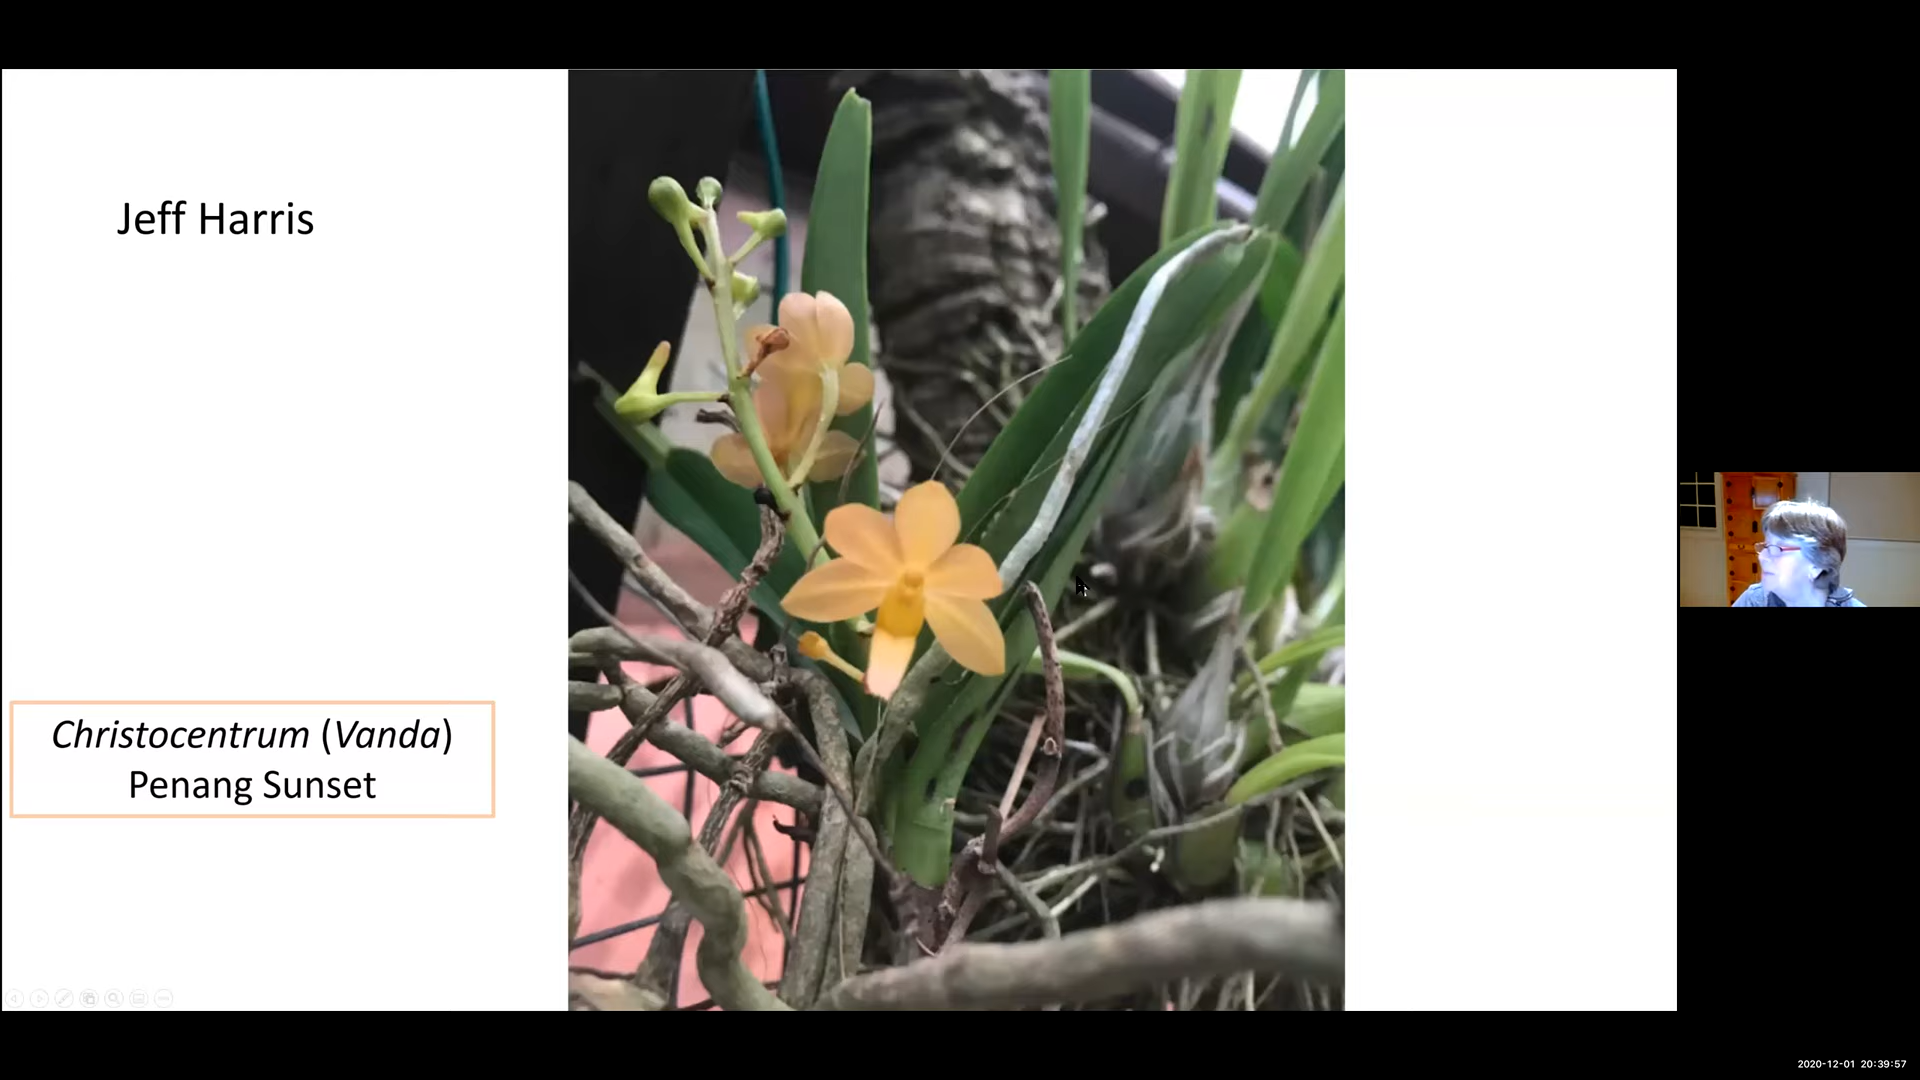 Jeff Harris
Christocentrum (Vanda)
Penang Sunset
2020-12-01 20:39:57